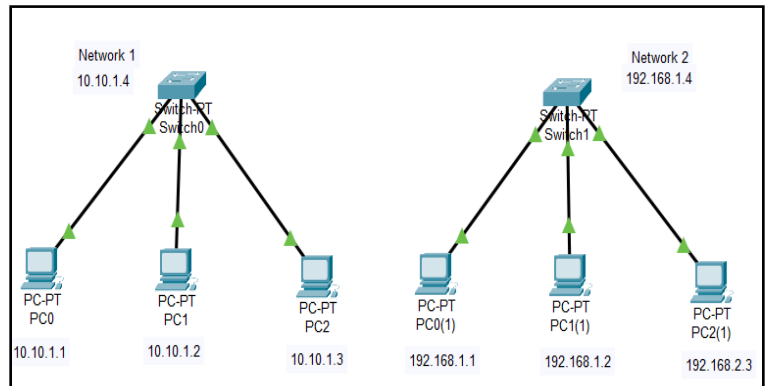 Network 1
10.10.1.4
Switch-PT
Switch0
PC-PT
PC0
10.10.1.1
PC-PT
PC1
10.10.1.2
PC-PT
PC2
10.10.1.3
Network 2
192.168.1.4
Switch-PT
Switch1
PC-PT
PC0(1)
192.168.1.1
PC-PT
PC1(1)
192.168.1.2
PC-PT
PC2(1)
192.168.2.3